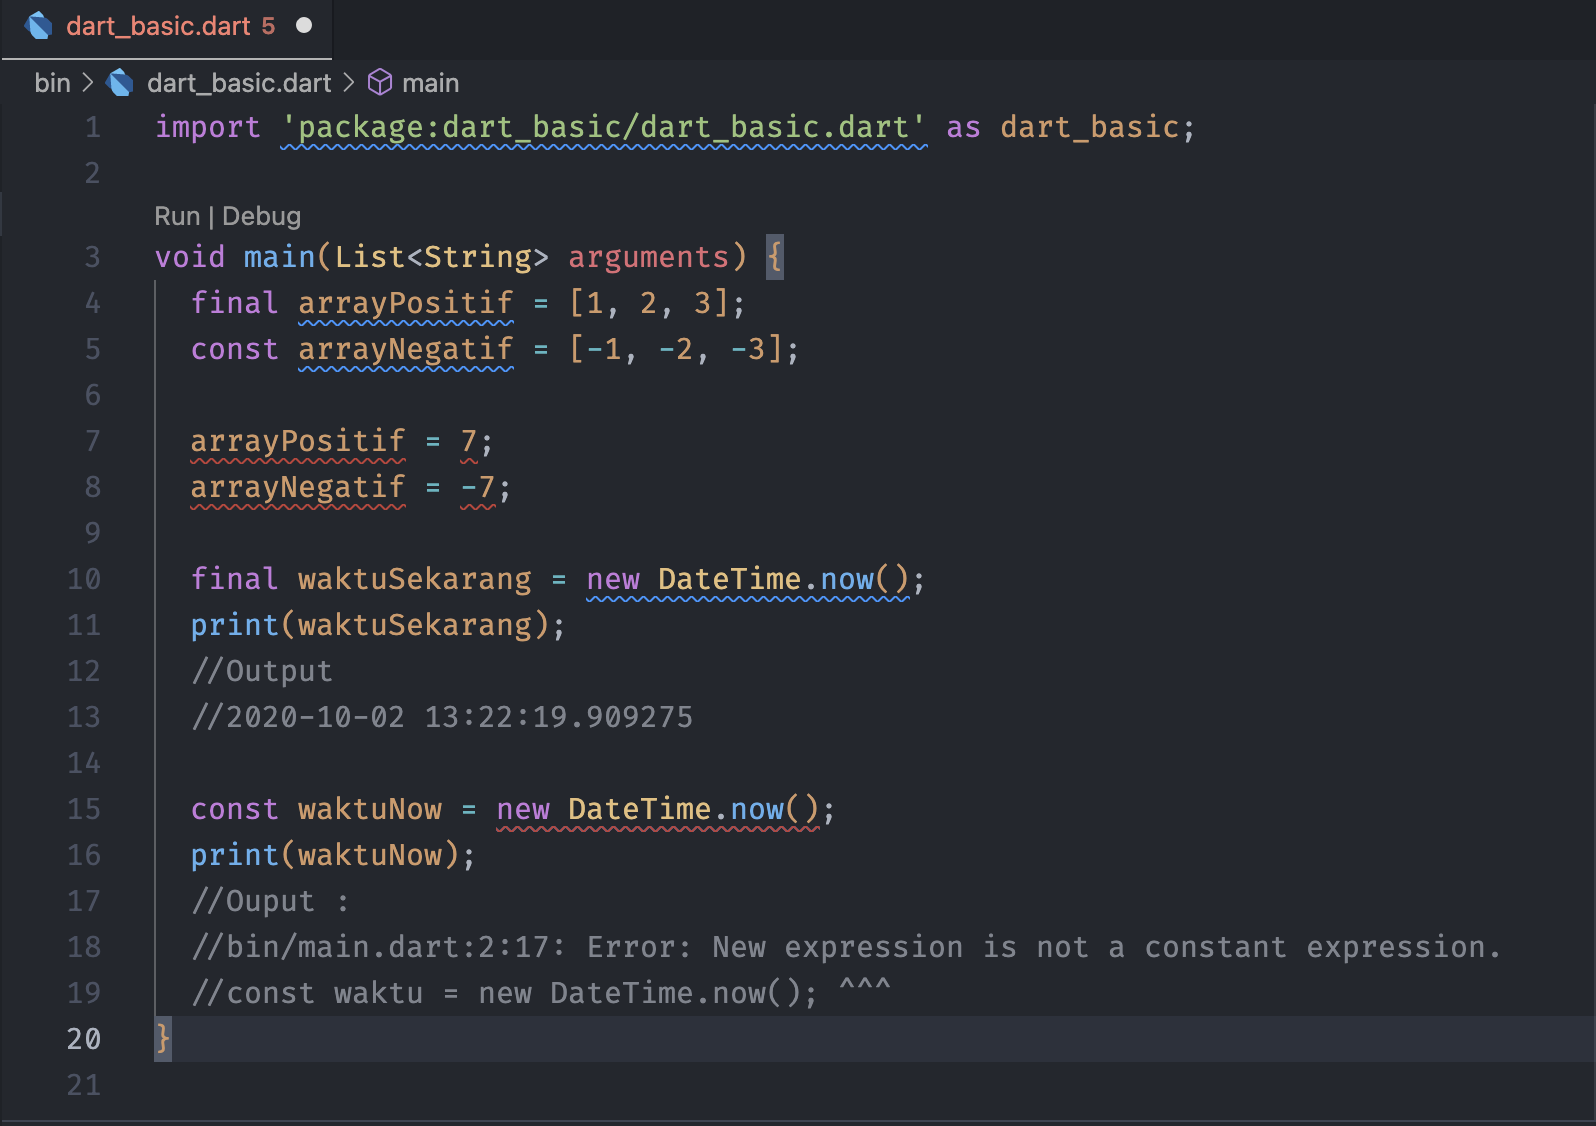 dart_basic.dart 5
bin > dart_basic.dart > main
1 import 'package:dart_basic/dart_basic.dart' as dart_basic;
2
Run | Debug
3 void main(List<String> arguments) {
4 final arrayPositif = [1, 2, 3];
5 const arrayNegatif = [-1, -2, -3];
6
7 arrayPositif = 7;
8 arrayNegatif = -7;
9
10 final waktuSekarang = new DateTime.now();
11 print(waktuSekarang);
12 //Output
13 //2020-10-02 13:22:19.909275
14
15 const waktuNow = new DateTime.now();
16 print(waktuNow);
17 //Ouput :
18 //bin/main.dart:2:17: Error: New expression is not a constant expression.
19 //const waktu = new DateTime.now(); ^^^
20 }
21